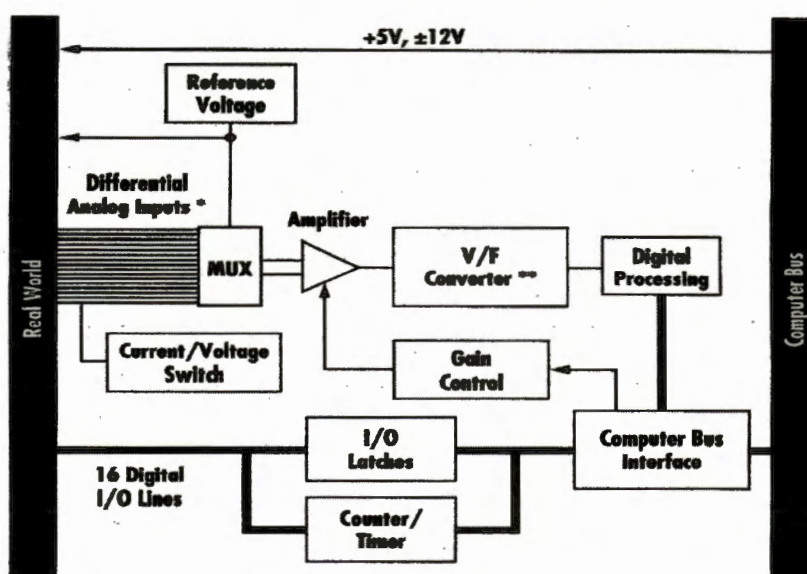 +5V, ±12V
Reference
Voltage
Differential
Analog Inputs *
Amplifier
MUX
V/F
Converter **
Digital
Processing
Real World
Computer Bus
Current/Voltage
Switch
Gain
Control
I/O
Latches
Computer Bus
Interface
16 Digital
I/O Lines
Counter/
Timer